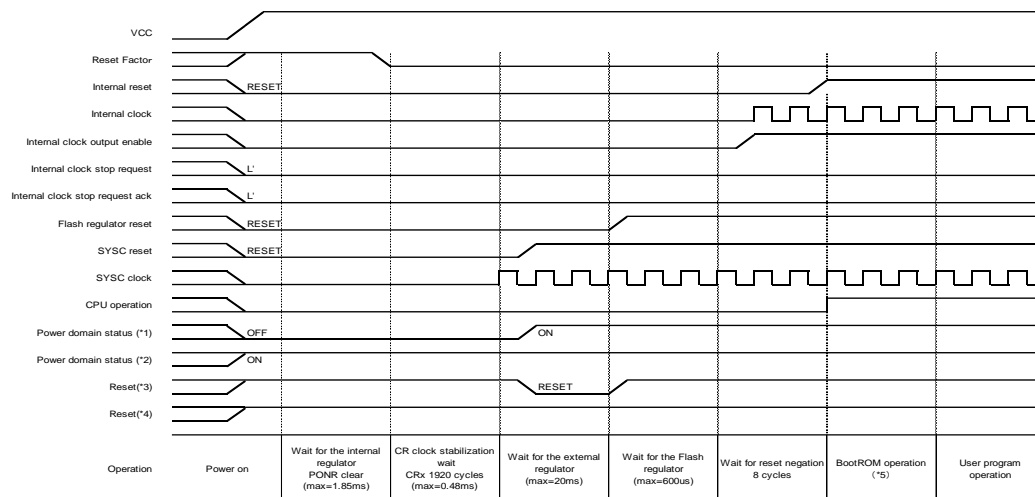 VCC
Reset Factor
Internal reset
RESET
Internal clock
Internal clock output enable
Internal clock stop request
L'
Internal clock stop request ack
L'
Flash regulator reset
RESET
SYSC reset
RESET
SYSC clock
CPU operation
Power domain status (*1)
OFF
ON
Power domain status (*2)
ON
Reset(*3)
RESET
Reset(*4)
Operation
Power on
Wait for the internal
regulator
PONR clear
(max=1.85ms)
CR clock stabilization
wait
CRx 1920 cycles
(max=0.48ms)
Wait for the external
regulator
(max=20ms)
Wait for the Flash
regulator
(max=600us)
Wait for reset negation
8 cycles
BootROM operation
(*5)
User program
operation